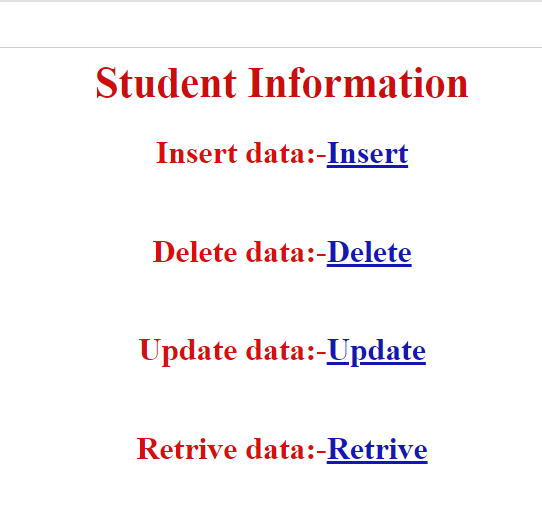 Student Information
Insert data:-Insert
Delete data:-Delete
Update data:-Update
Retrive data:-Retrive